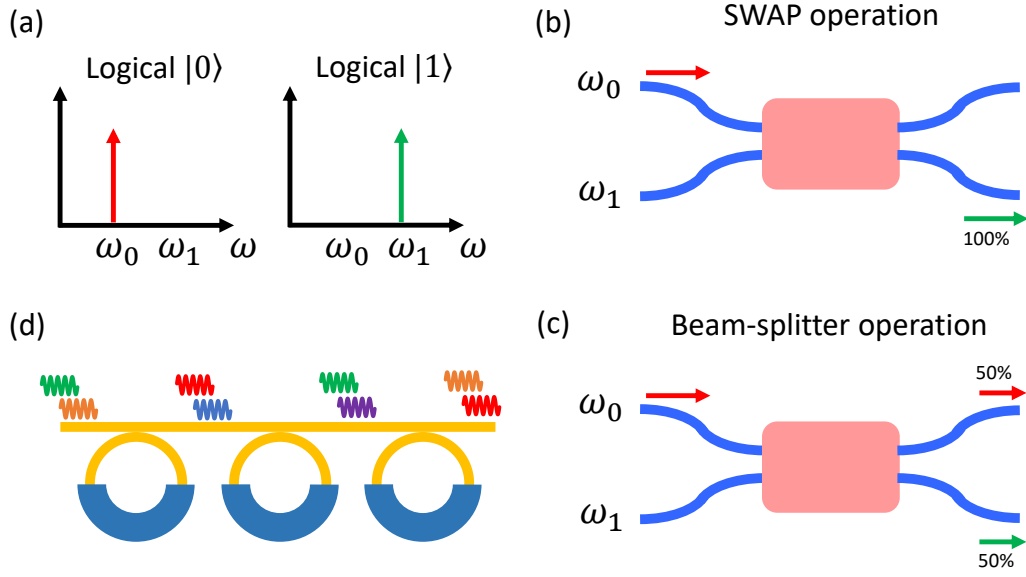 (a)
Logical |0⟩
Logical |1⟩
ω₀ ω₁ ω
ω₀ ω₁ ω
(b)
SWAP operation
ω₀
ω₁
100%
(d)
(c)
Beam-splitter operation
50%
ω₀
ω₁
50%